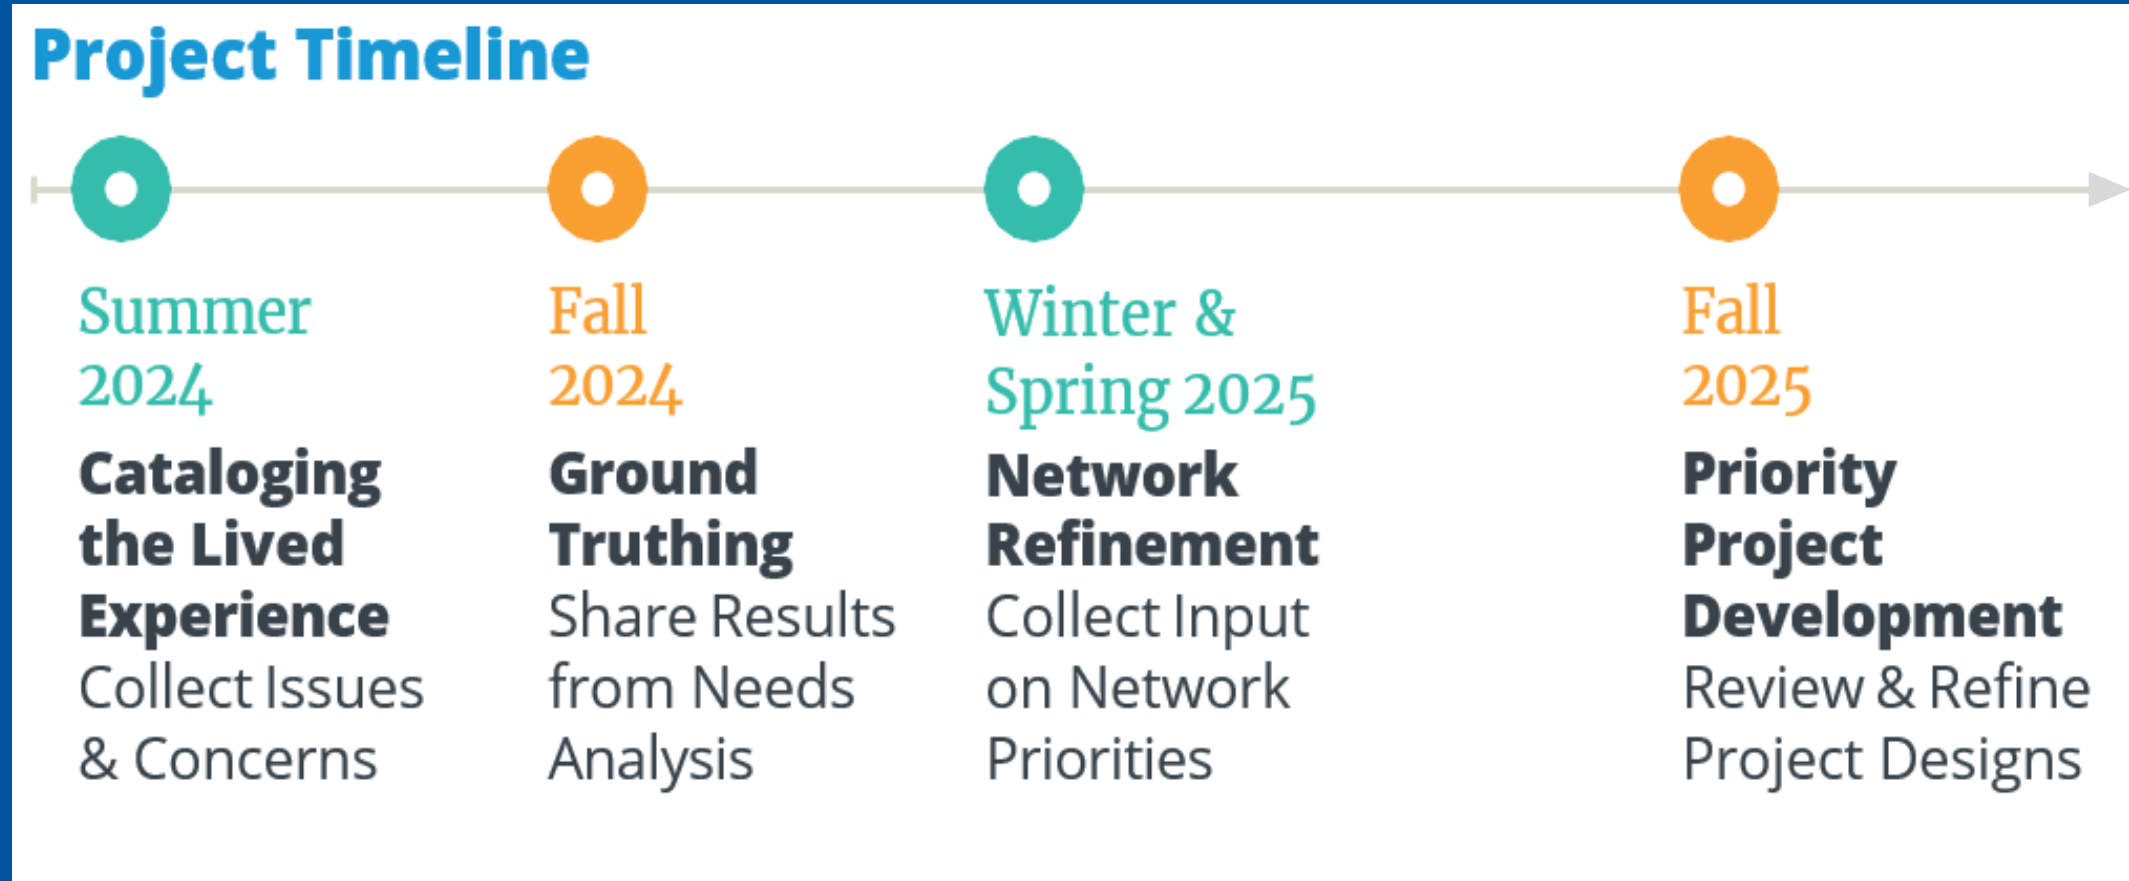 Project Timeline
Summer
2024
Cataloging
the Lived
Experience
Collect Issues
& Concerns
Fall
2024
Ground
Truthing
Share Results
from Needs
Analysis
Winter &
Spring 2025
Network
Refinement
Collect Input
on Network
Priorities
Fall
2025
Priority
Project
Development
Review & Refine
Project Designs